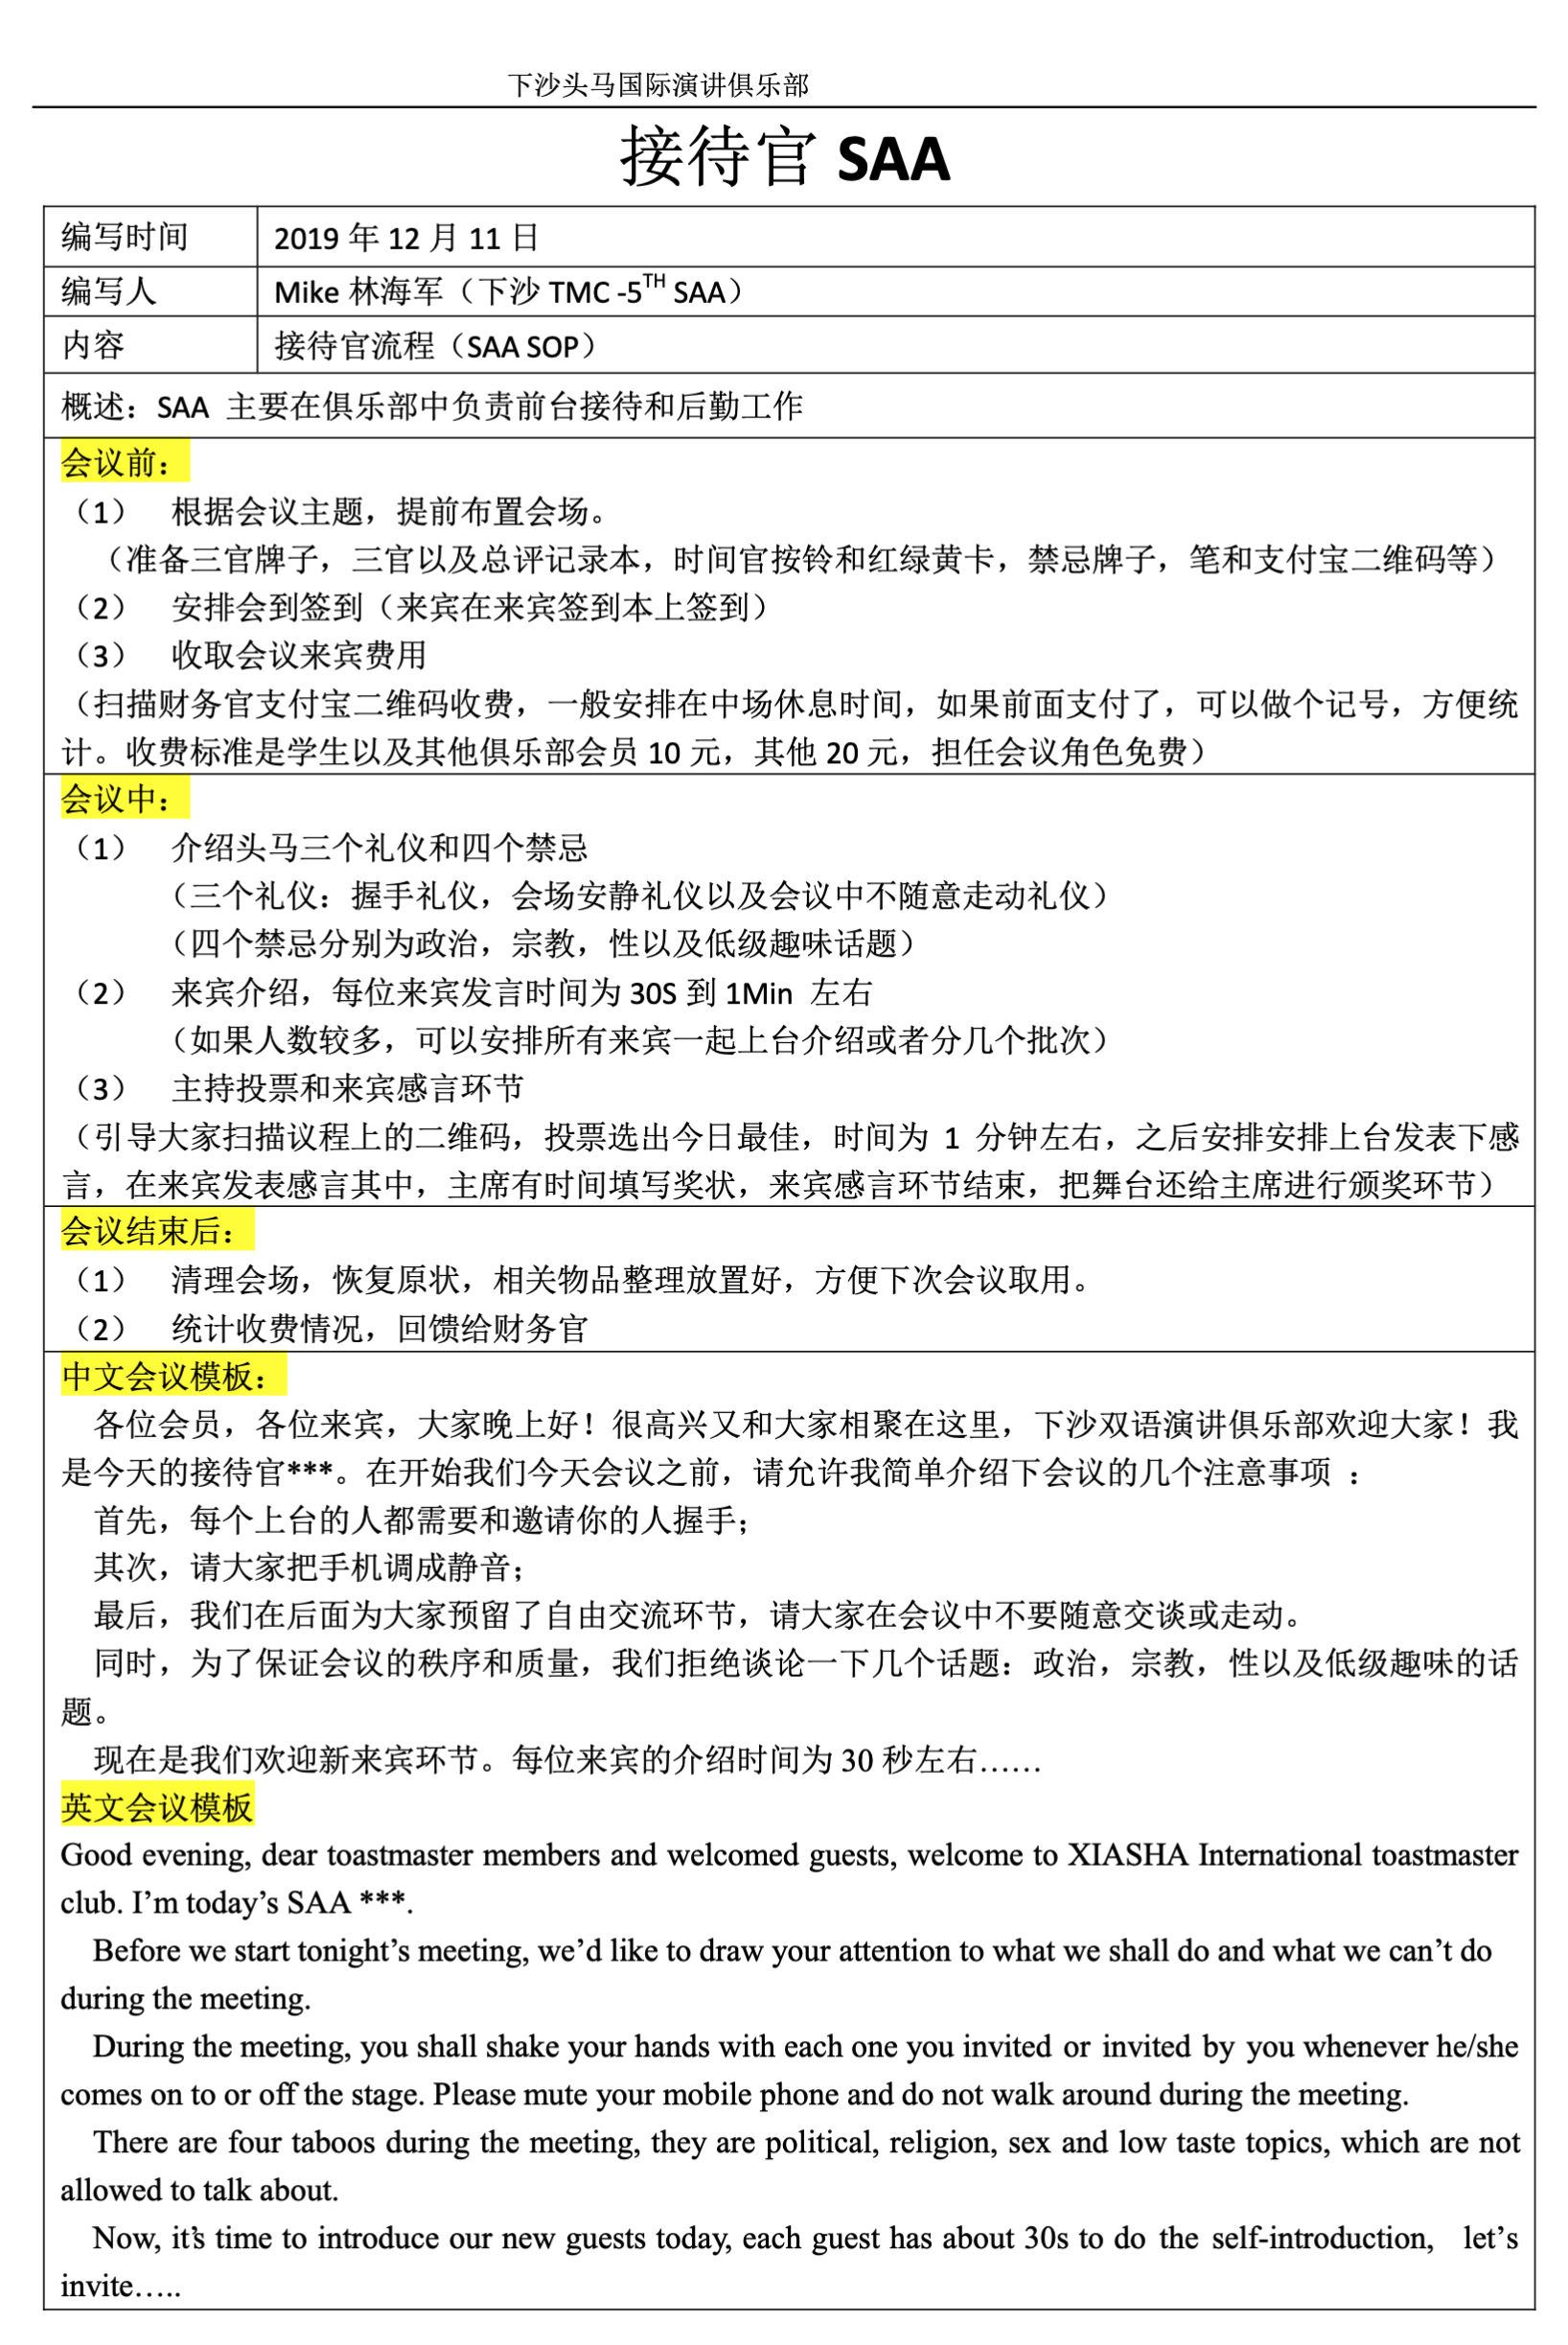 下沙头马国际演讲俱乐部
接待官 SAA
编写时间 2019 年 12 月 11 日
编写人 Mike 林海军（下沙 TMC -5TH SAA）
内容 接待官流程（SAA SOP）
概述：SAA 主要在俱乐部中负责前台接待和后勤工作
会议前：
（1） 根据会议主题，提前布置会场。
（准备三官牌子，三官以及总评记录本，时间官按铃和红绿黄卡，禁忌牌子，笔和支付宝二维码等）
（2） 安排会到签到（来宾在来宾签到本上签到）
（3） 收取会议来宾费用
（扫描财务官支付宝二维码收费，一般安排在中场休息时间，如果前面支付了，可以做个记号，方便统
计。收费标准是学生以及其他俱乐部会员 10 元，其他 20 元，担任会议角色免费）
会议中：
（1） 介绍头马三个礼仪和四个禁忌
（三个礼仪：握手礼仪，会场安静礼仪以及会议中不随意走动礼仪）
（四个禁忌分别为政治，宗教，性以及低级趣味话题）
（2） 来宾介绍，每位来宾发言时间为 30S 到 1Min 左右
（如果人数较多，可以安排所有来宾一起上台介绍或者分几个批次）
（3） 主持投票和来宾感言环节
（引导大家扫描议程上的二维码，投票选出今日最佳，时间为 1 分钟左右，之后安排安排上台发表下感
言，在来宾发表感言其中，主席有时间填写奖状，来宾感言环节结束，把舞台还给主席进行颁奖环节）
会议结束后：
（1） 清理会场，恢复原状，相关物品整理放置好，方便下次会议取用。
（2） 统计收费情况，回馈给财务官
中文会议模板：
各位会员，各位来宾，大家晚上好！很高兴又和大家相聚在这里，下沙双语演讲俱乐部欢迎大家！我
是今天的接待官***。在开始我们今天会议之前，请允许我简单介绍下会议的几个注意事项 ：
首先，每个上台的人都需要和邀请你的人握手；
其次，请大家把手机调成静音；
最后，我们在后面为大家预留了自由交流环节，请大家在会议中不要随意交谈或走动。
同时，为了保证会议的秩序和质量，我们拒绝谈论一下几个话题：政治，宗教，性以及低级趣味的话
题。
现在是我们欢迎新来宾环节。每位来宾的介绍时间为 30 秒左右……
英文会议模板
Good evening, dear toastmaster members and welcomed guests, welcome to XIASHA International toastmaster
club. I’m today’s SAA ***.
Before we start tonight’s meeting, we’d like to draw your attention to what we shall do and what we can’t do
during the meeting.
During the meeting, you shall shake your hands with each one you invited or invited by you whenever he/she
comes on to or off the stage. Please mute your mobile phone and do not walk around during the meeting.
There are four taboos during the meeting, they are political, religion, sex and low taste topics, which are not
allowed to talk about.
Now, it’s time to introduce our new guests today, each guest has about 30s to do the self-introduction, let’s
invite…..